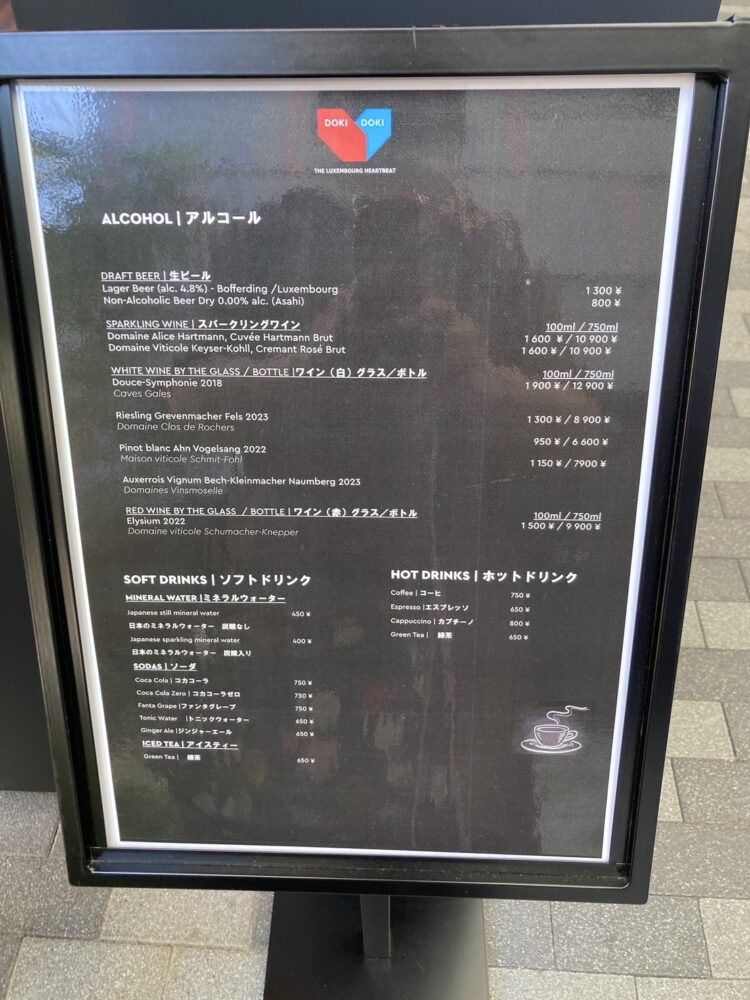 DOKI DOKI
THE LUXEMBOURG HEARTBEAT
ALCOHOL | アルコール
DRAFT BEER | 生ビール
Lager Beer (alc. 4.8%) - Bofferding /Luxembourg 1 300 ¥
Non-Alcoholic Beer Dry 0.00% alc. (Asahi) 800 ¥
SPARKLING WINE | スパークリングワイン 100ml / 750ml
Domaine Alice Hartmann, Cuvée Hartmann Brut 1 600 ¥ / 10 900 ¥
Domaine Viticole Keyser-Kohll, Cremant Rosé Brut 1 600 ¥ / 10 900 ¥
WHITE WINE BY THE GLASS / BOTTLE |ワイン（白）グラス／ボトル 100ml / 750ml
Douce-Symphonie 2018 1 900 ¥ / 12 900 ¥
Caves Gales
Riesling Grevenmacher Fels 2023 1 300 ¥ / 8 900 ¥
Domaine Clos de Rochers
950 ¥ / 6 600 ¥
Pinot blanc Ahn Vogelsang 2022
Maison viticole Schmit-Fohl 1 150 ¥ / 7900 ¥
Auxerrois Vignum Bech-Kleinmacher Naumberg 2023
Domaines Vinsmoselle
RED WINE BY THE GLASS / BOTTLE | ワイン（赤）グラス／ボトル 100ml / 750ml
Elysium 2022 1 500 ¥ / 9 900 ¥
Domaine viticole Schumacher-Knepper
SOFT DRINKS | ソフトドリンク
MINERAL WATER |ミネラルウォーター
Japanese still mineral water 450 ¥
日本のミネラルウォーター 炭酸なし
Japanese sparkling mineral water 400 ¥
日本のミネラルウォーター 炭酸入り
SODAS | ソーダ
Coca Cola | コカコーラ 750 ¥
Coca Cola Zero | コカコーラゼロ 750 ¥
Fanta Grape |ファンタグレープ 750 ¥
Tonic Water |トニックウォーター 650 ¥
Ginger Ale |ジンジャーエール 650 ¥
ICED TEA | アイスティー
Green Tea | 緑茶 650 ¥
HOT DRINKS | ホットドリンク
Coffee | コーヒ 750 ¥
Espresso |エスプレッソ 650 ¥
Cappuccino | カプチーノ 800 ¥
Green Tea | 緑茶 650 ¥